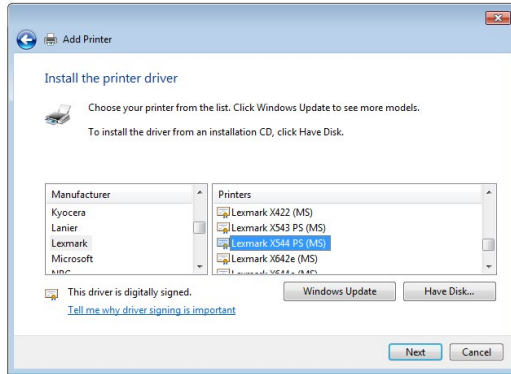 Add Printer
Install the printer driver
Choose your printer from the list. Click Windows Update to see more models.
To install the driver from an installation CD, click Have Disk.
Manufacturer
Kyocera
Lanier
Lexmark
Microsoft
Printers
Lexmark X422 (MS)
Lexmark X543 PS (MS)
Lexmark X544 PS (MS)
Lexmark X642e (MS)
This driver is digitally signed.
Tell me why driver signing is important
Windows Update
Have Disk...
Next
Cancel